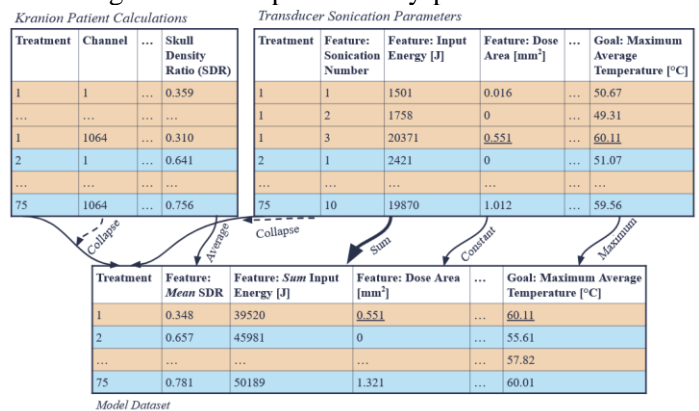 Kranion Patient Calculations
Treatment Channel ... Skull Density Ratio (SDR)
1 1 ... 0.359
... ... ... ...
1 1064 ... 0.310
2 1 ... 0.641
... ... ... ...
75 1064 ... 0.756
Transducer Sonication Parameters
Treatment Feature: Sonication Number Feature: Input Energy [J] Feature: Dose Area [mm²] ... Goal: Maximum Average Temperature [°C]
1 1 1501 0.016 ... 50.67
1 2 1758 0 ... 49.31
1 3 20371 0.551 ... 60.11
2 1 2421 0 ... 51.07
... ... ... ... ... ...
75 10 19870 1.012 ... 59.56
Collapse
Average
Collapse
Sum
Constant
Maximum
Treatment Feature: Mean SDR Feature: Sum Input Energy [J] Feature: Dose Area [mm²] ... Goal: Maximum Average Temperature [°C]
1 0.348 39520 0.551 ... 60.11
2 0.657 45981 0 ... 55.61
... ... ... ... ... 57.82
75 0.781 50189 1.321 ... 60.01
Model Dataset